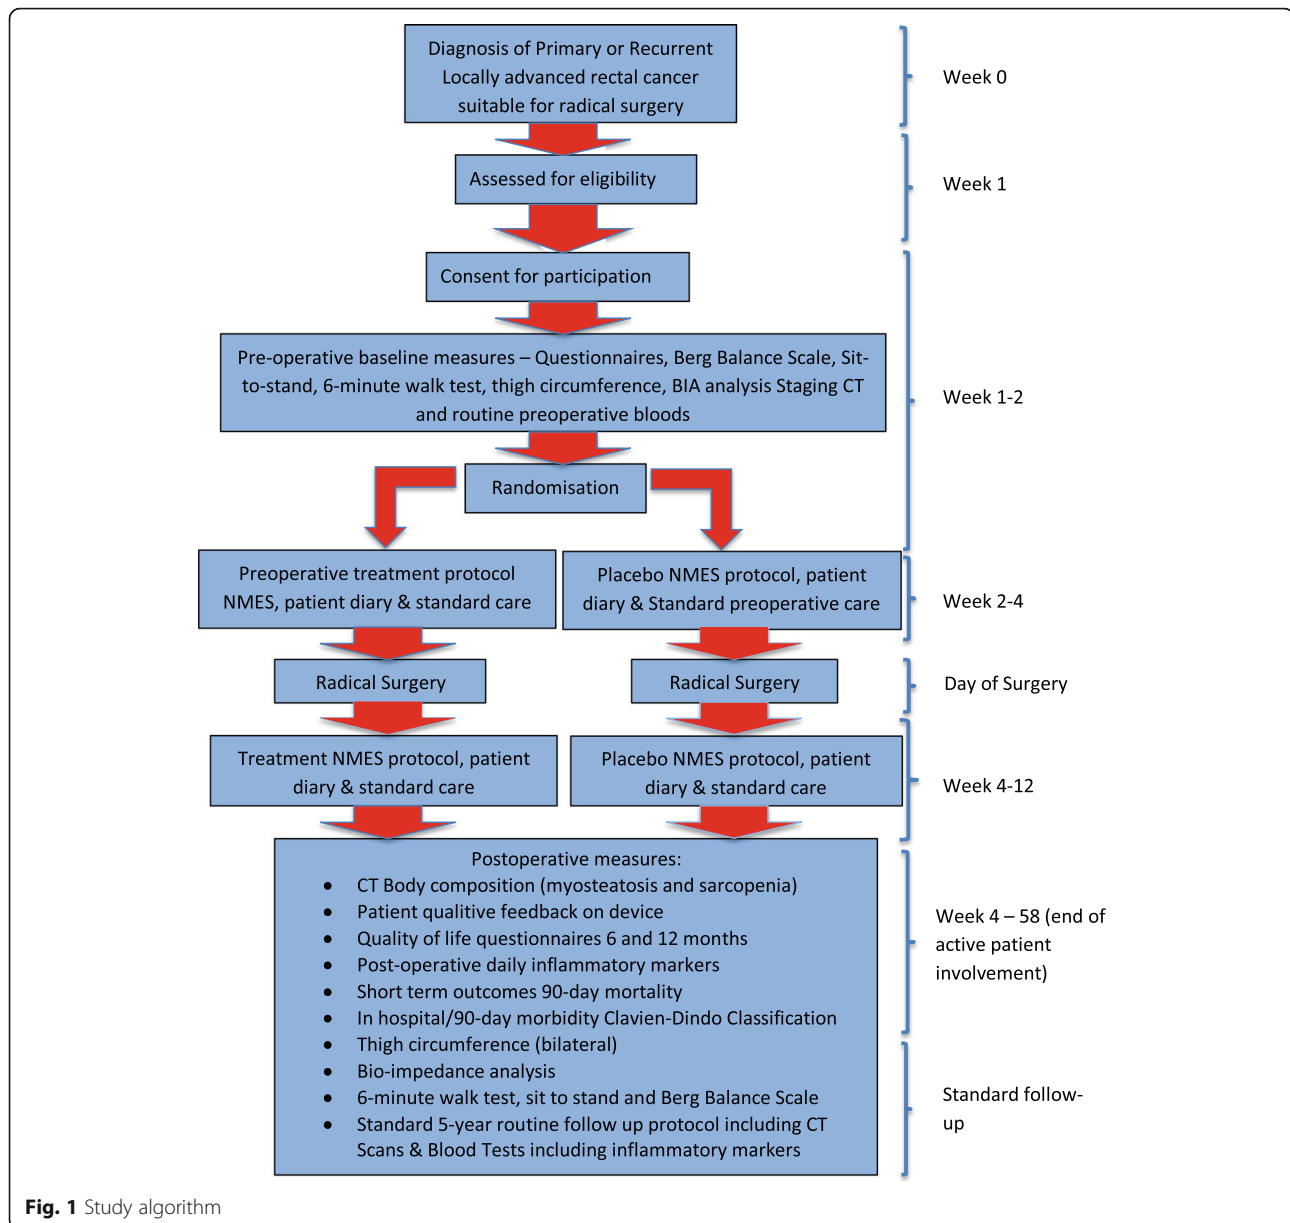 Diagnosis of Primary or Recurrent
Locally advanced rectal cancer
suitable for radical surgery
Week 0
Assessed for eligibility
Week 1
Consent for participation
Pre-operative baseline measures – Questionnaires, Berg Balance Scale, Sit-
to-stand, 6-minute walk test, thigh circumference, BIA analysis Staging CT
and routine preoperative bloods
Week 1-2
Randomisation
Preoperative treatment protocol
NMES, patient diary & standard care
Placebo NMES protocol, patient
diary & Standard preoperative care
Week 2-4
Radical Surgery
Radical Surgery
Day of Surgery
Treatment NMES protocol, patient
diary & standard care
Placebo NMES protocol, patient
diary & standard care
Week 4-12
Postoperative measures:
• CT Body composition (myosteatosis and sarcopenia)
• Patient qualitive feedback on device
• Quality of life questionnaires 6 and 12 months
• Post-operative daily inflammatory markers
• Short term outcomes 90-day mortality
• In hospital/90-day morbidity Clavien-Dindo Classification
• Thigh circumference (bilateral)
• Bio-impedance analysis
• 6-minute walk test, sit to stand and Berg Balance Scale
• Standard 5-year routine follow up protocol including CT
Scans & Blood Tests including inflammatory markers
Week 4 – 58 (end of
active patient
involvement)
Standard follow-
up
Fig. 1 Study algorithm